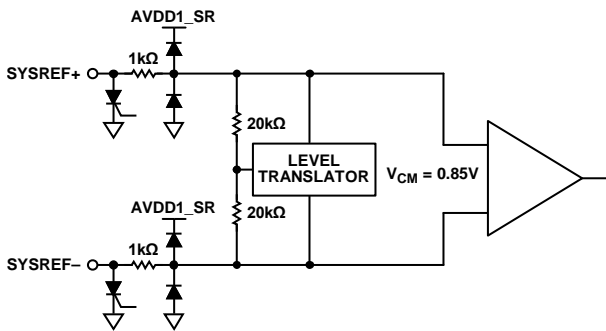 AVDD1_SR
1kΩ
SYSREF+
20kΩ
LEVEL
TRANSLATOR
VCM = 0.85V
20kΩ
AVDD1_SR
1kΩ
SYSREF–